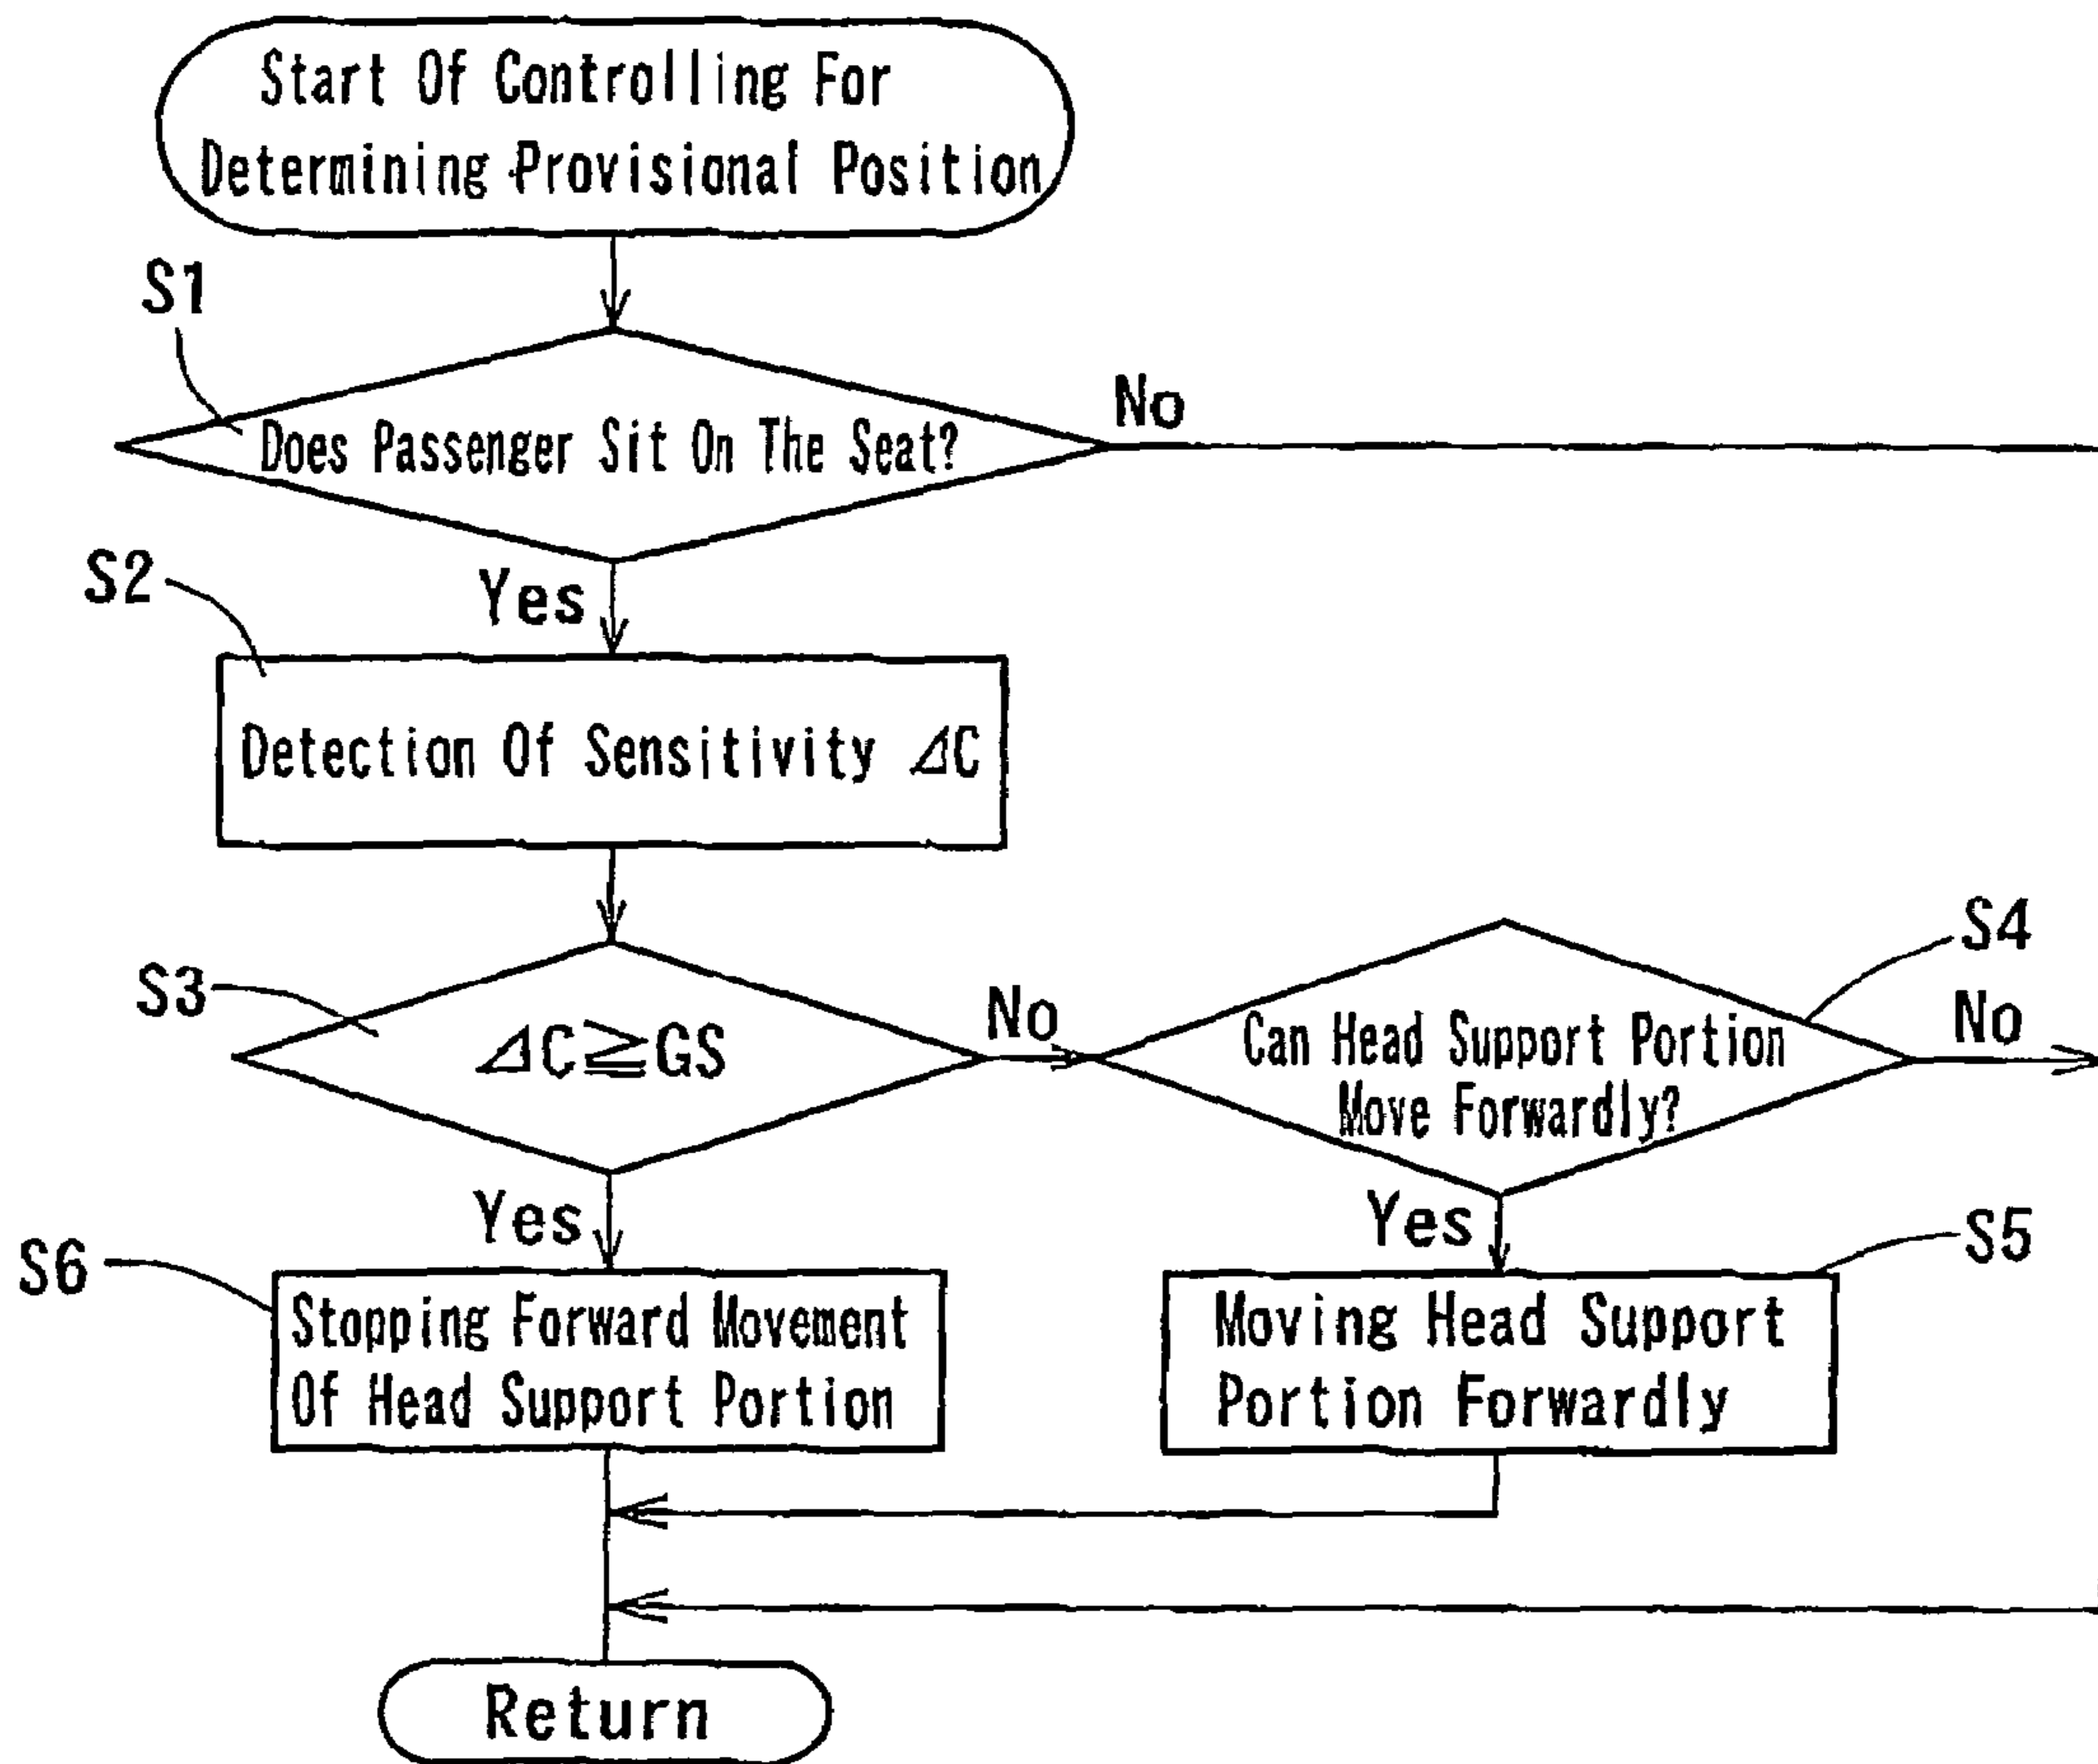 Start Of Controlling For
Determining Provisional Position
S1
Does Passenger Sit On The Seat?
No
Yes
S2
Detection Of Sensitivity ⊿C
S3
⊿C≧GS
No
S4
Can Head Support Portion
Move Forwardly?
No
Yes
Yes
S5
S6
Stopping Forward Movement
Of Head Support Portion
Moving Head Support
Portion Forwardly
Return